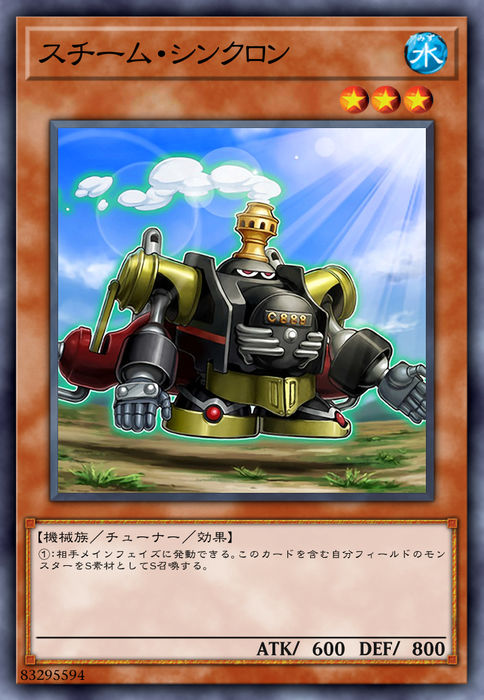 スチーム・シンクロン
みず
水
C888
【機械族／チューナー／効果】
①：相手メインフェイズに発動できる。このカードを含む自分フィールドのモン
スターをS素材としてS召喚する。
ATK/ 600 DEF/ 800
83295594